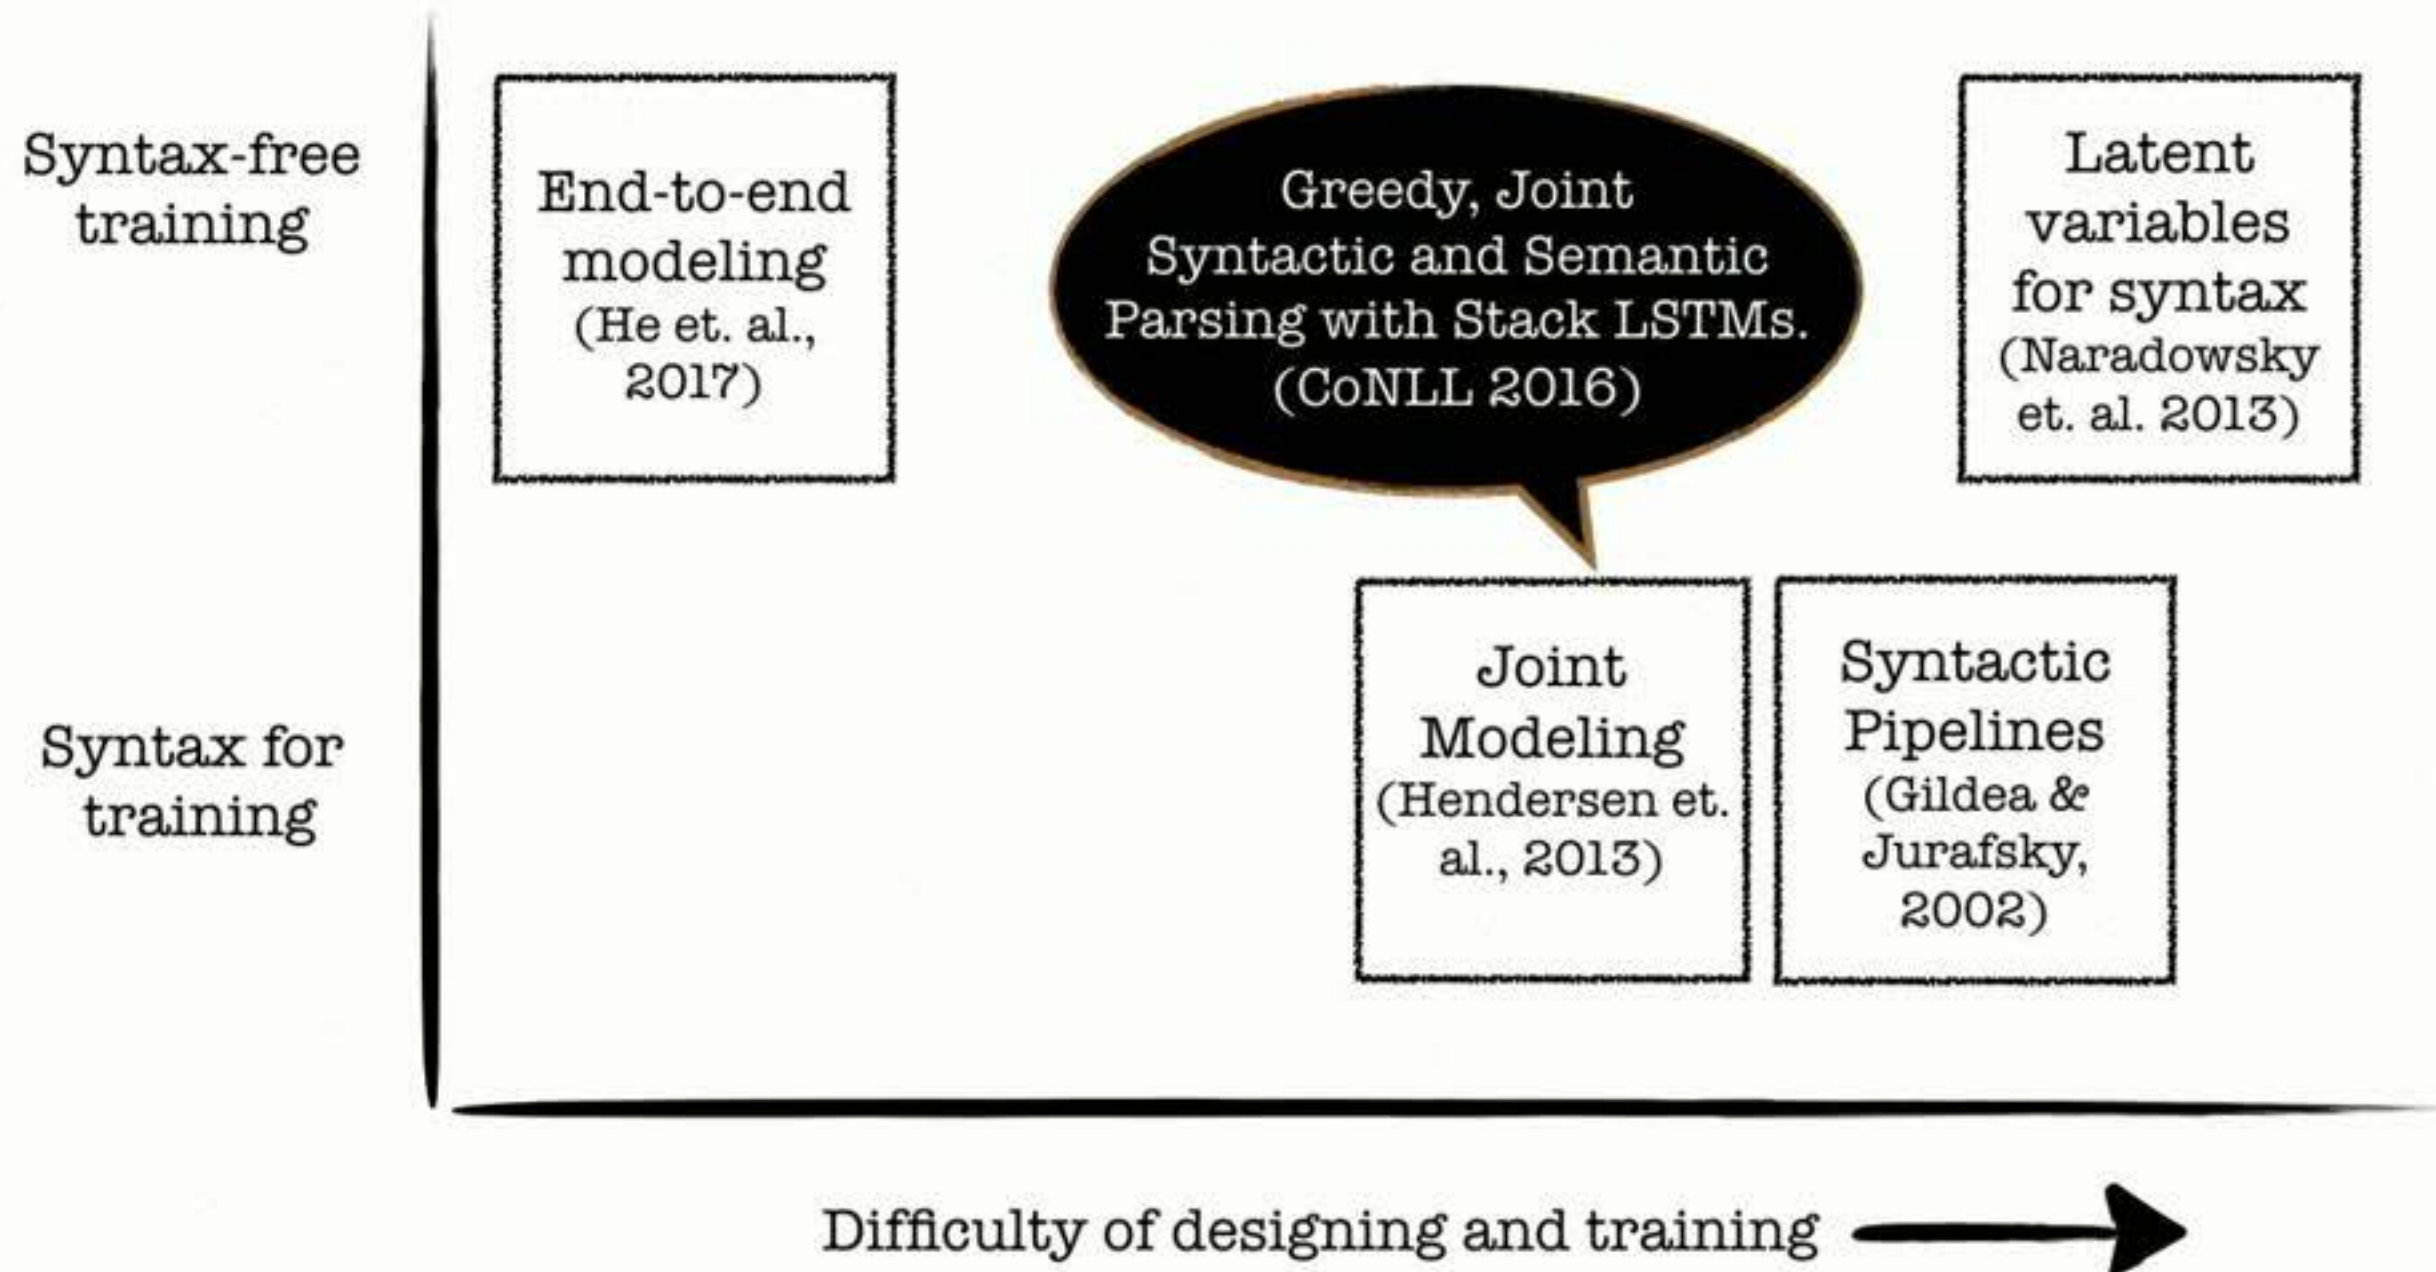 Syntax-free
training
End-to-end
modeling
(He et. al.,
2017)
Greedy, Joint
Syntactic and Semantic
Parsing with Stack LSTMs.
(CoNLL 2016)
Latent
variables
for syntax
(Naradowsky
et. al. 2013)
Syntax for
training
Joint
Modeling
(Hendersen et.
al., 2013)
Syntactic
Pipelines
(Gildea &
Jurafsky,
2002)
Difficulty of designing and training